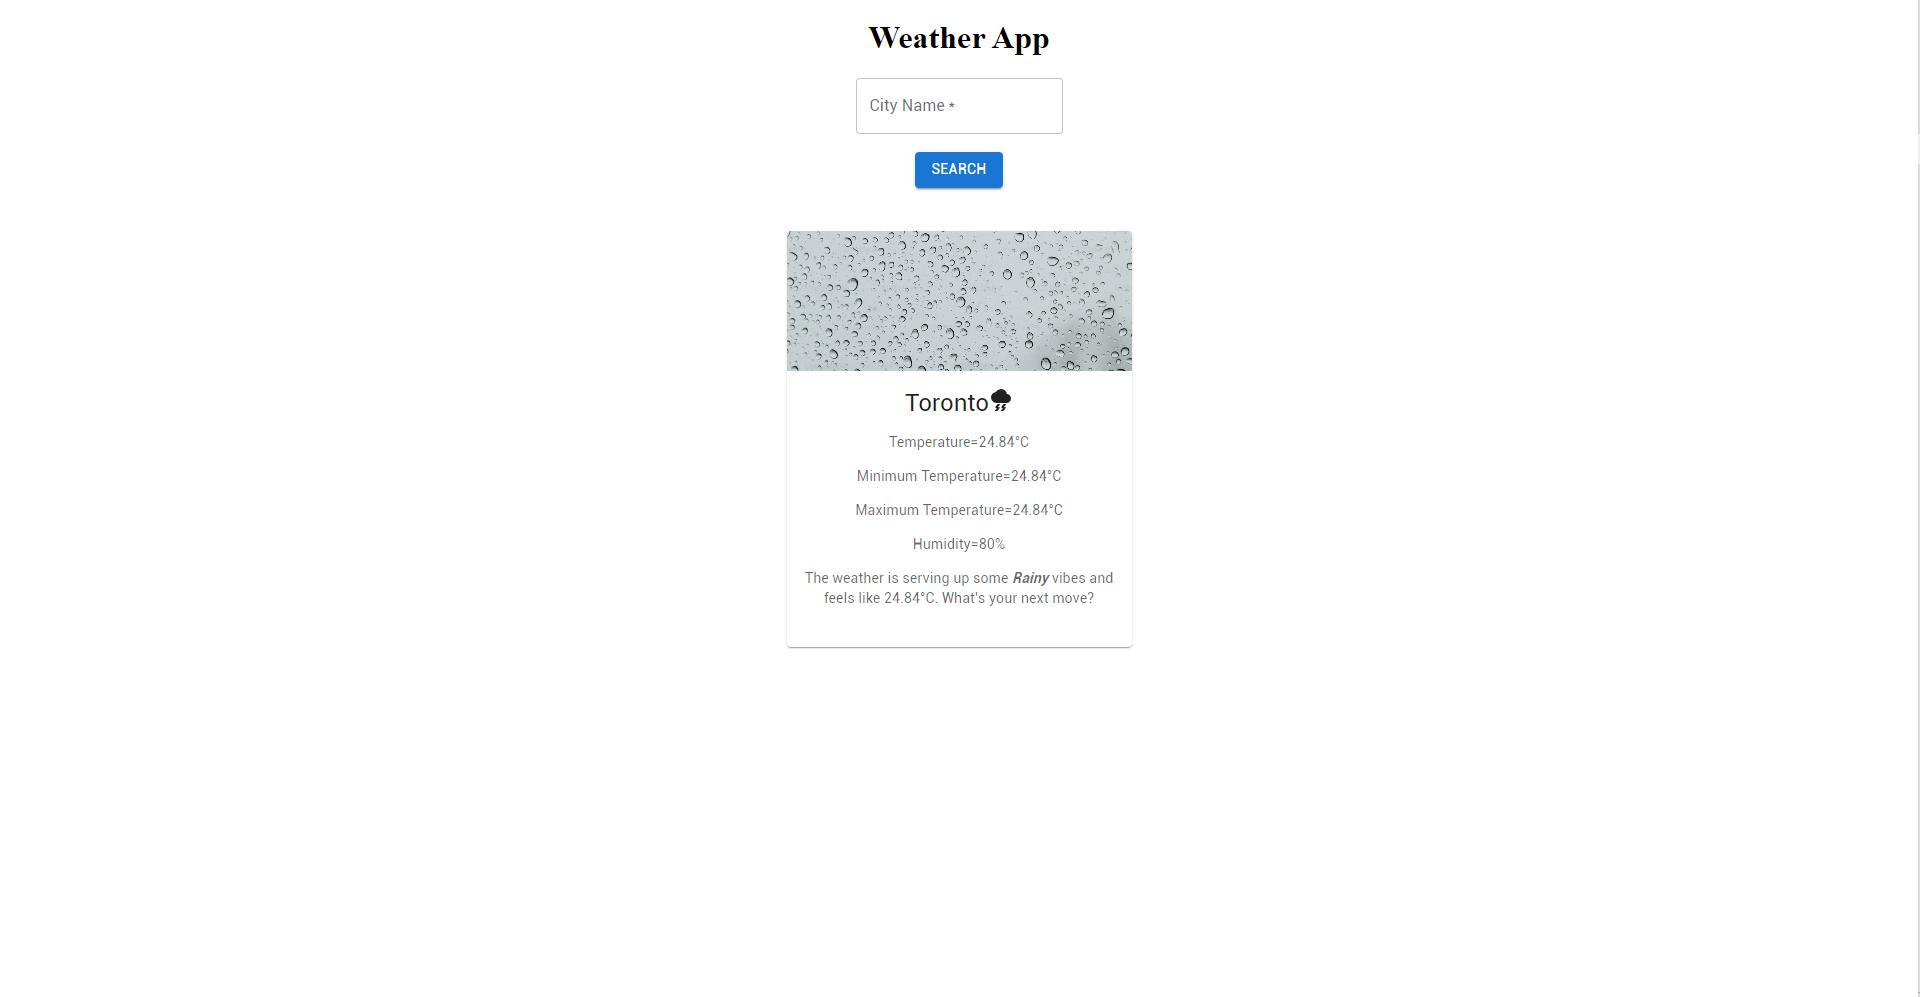 Weather App
City Name *
SEARCH
Toronto
Temperature=24.84°C
Minimum Temperature=24.84°C
Maximum Temperature=24.84°C
Humidity=80%
The weather is serving up some Rainy vibes and
feels like 24.84°C. What's your next move?